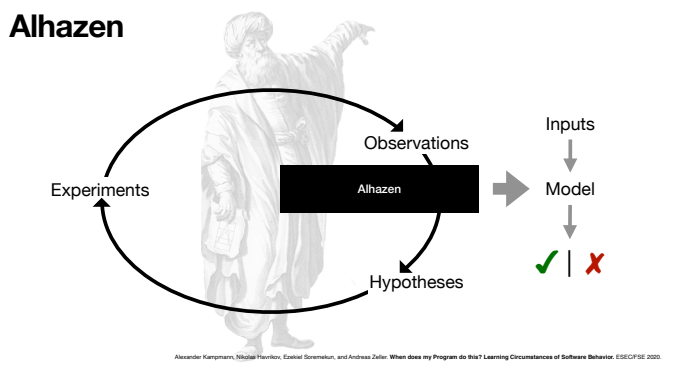 Alhazen
Observations
Inputs
Experiments
Alhazen
Model
Hypotheses
Alexander Kampmann, Nikolas Havrikov, Ezekiel Soremekun, and Andreas Zeller. When does my Program do this? Learning Circumstances of Software Behavior. ESEC/FSE 2020.